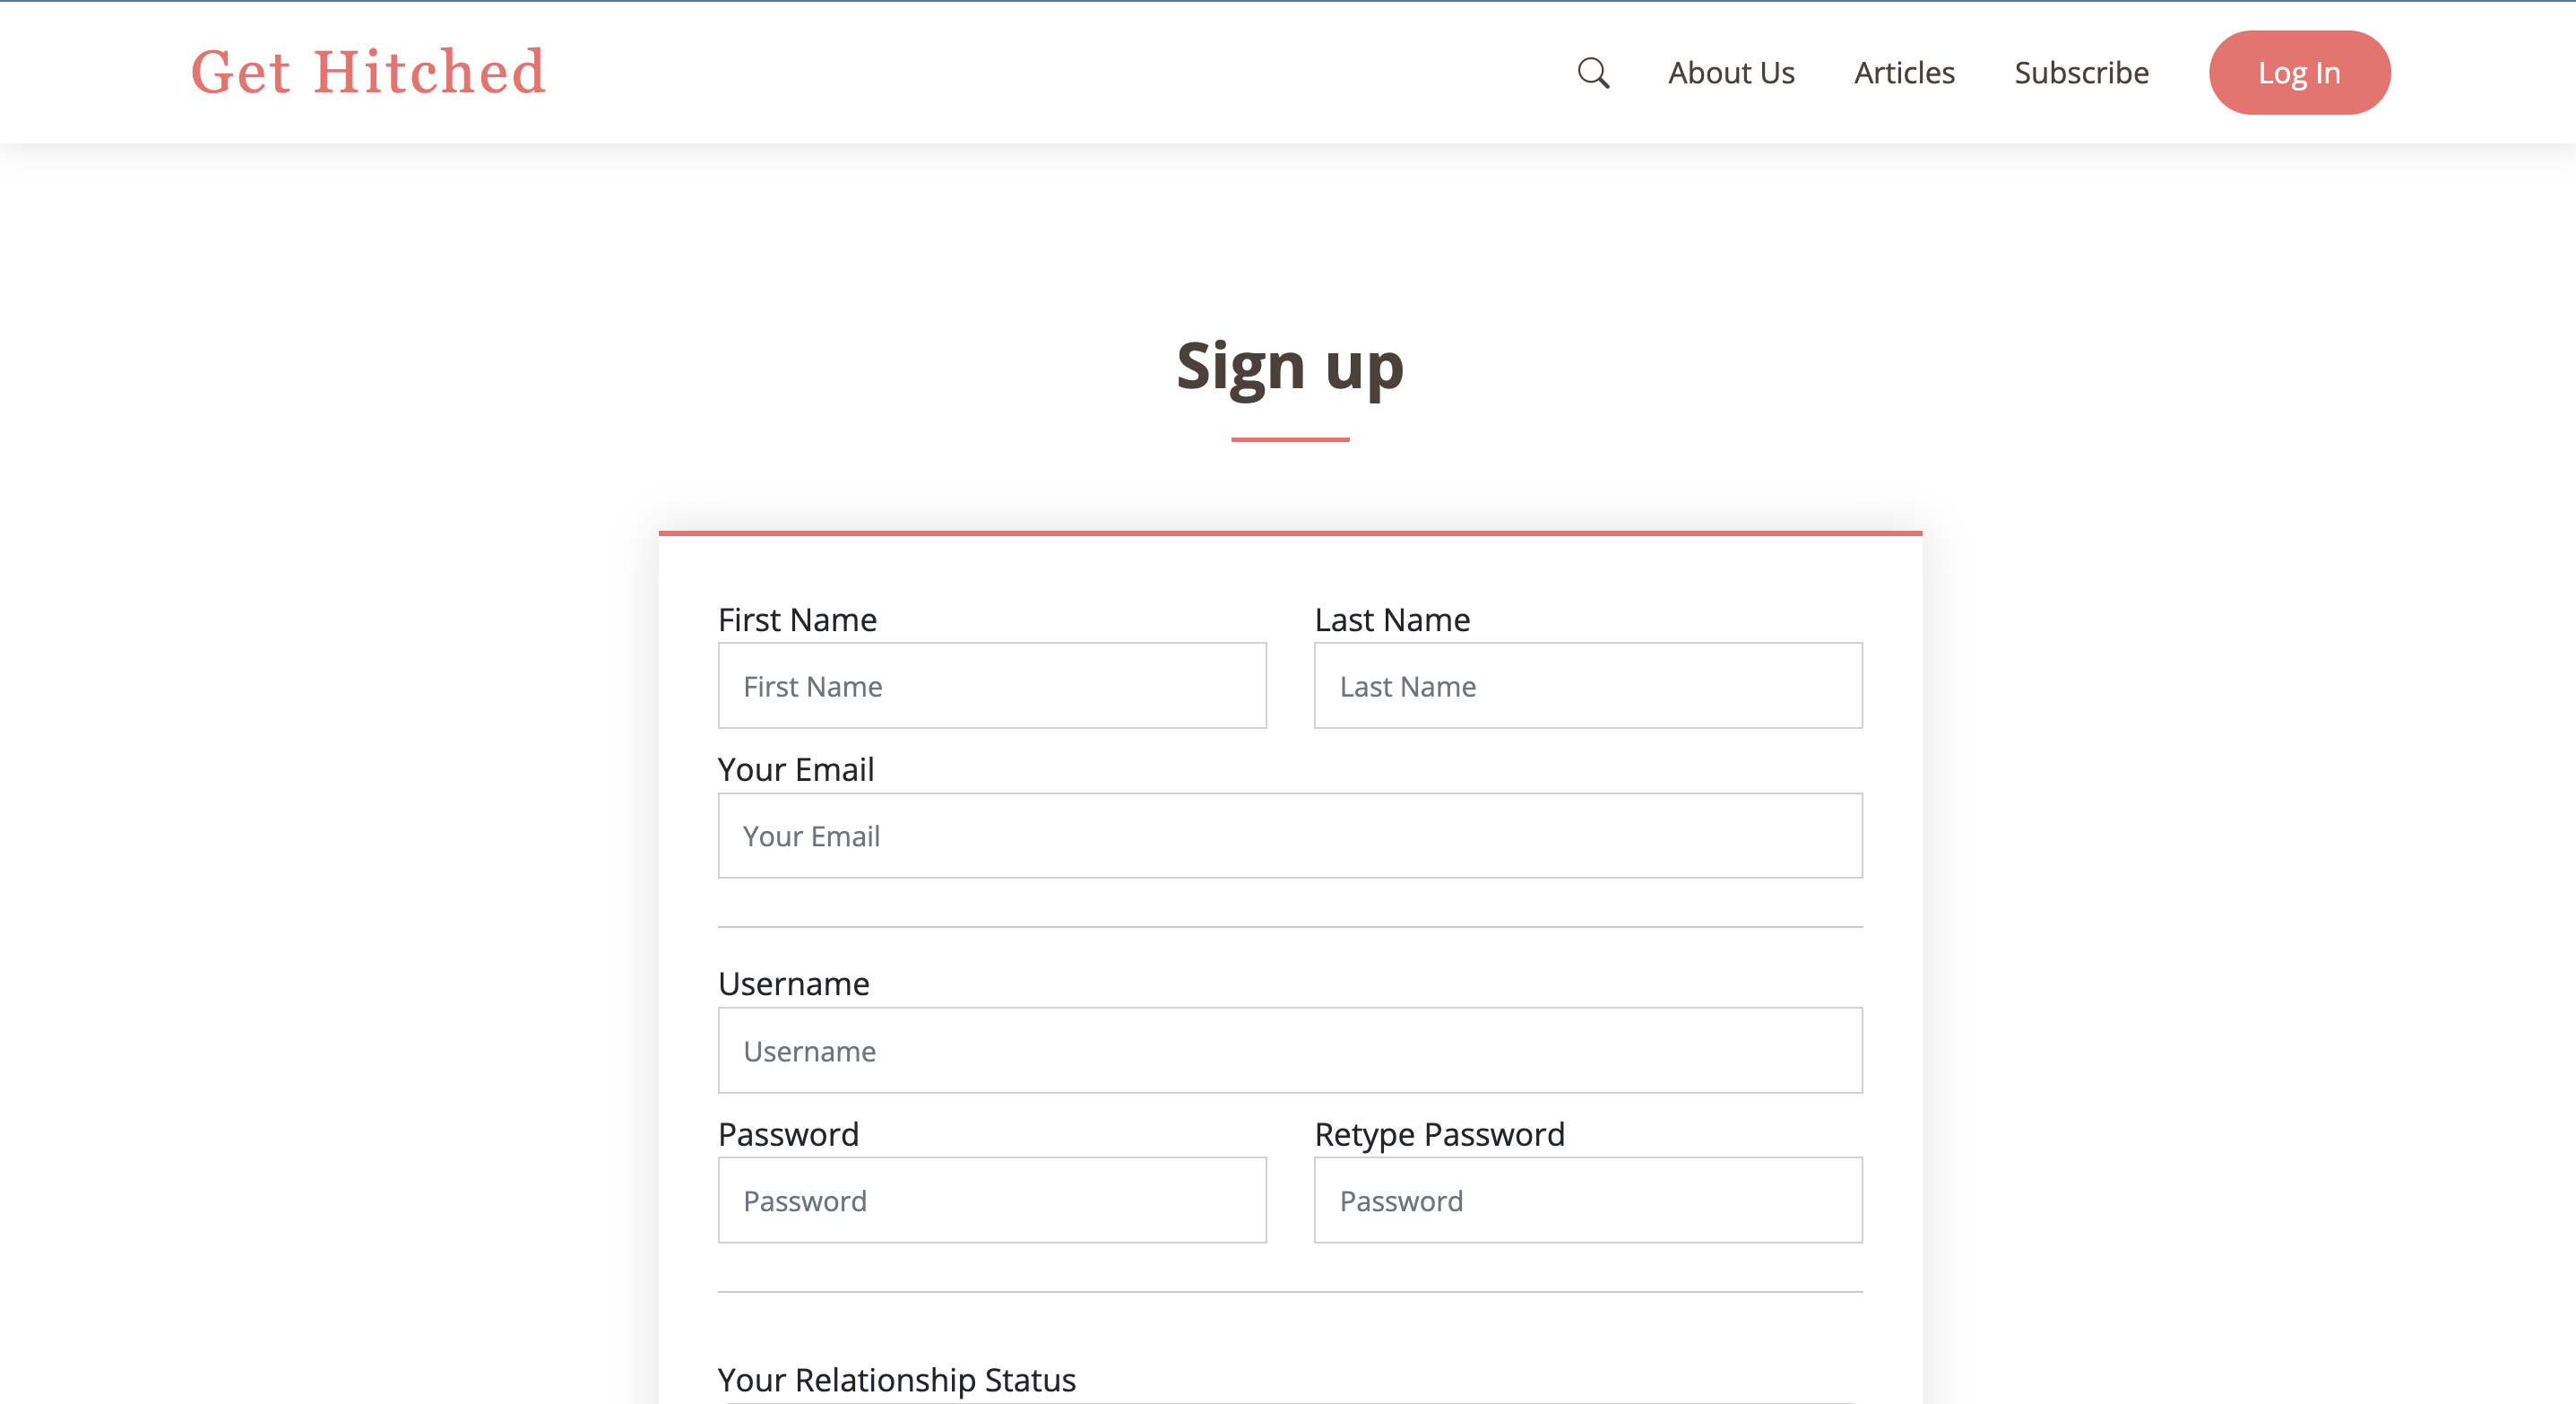 Get Hitched
About Us Articles Subscribe Log In
Sign up
First Name Last Name
First Name Last Name
Your Email
Your Email
Username
Username
Password Retype Password
Password Password
Your Relationship Status